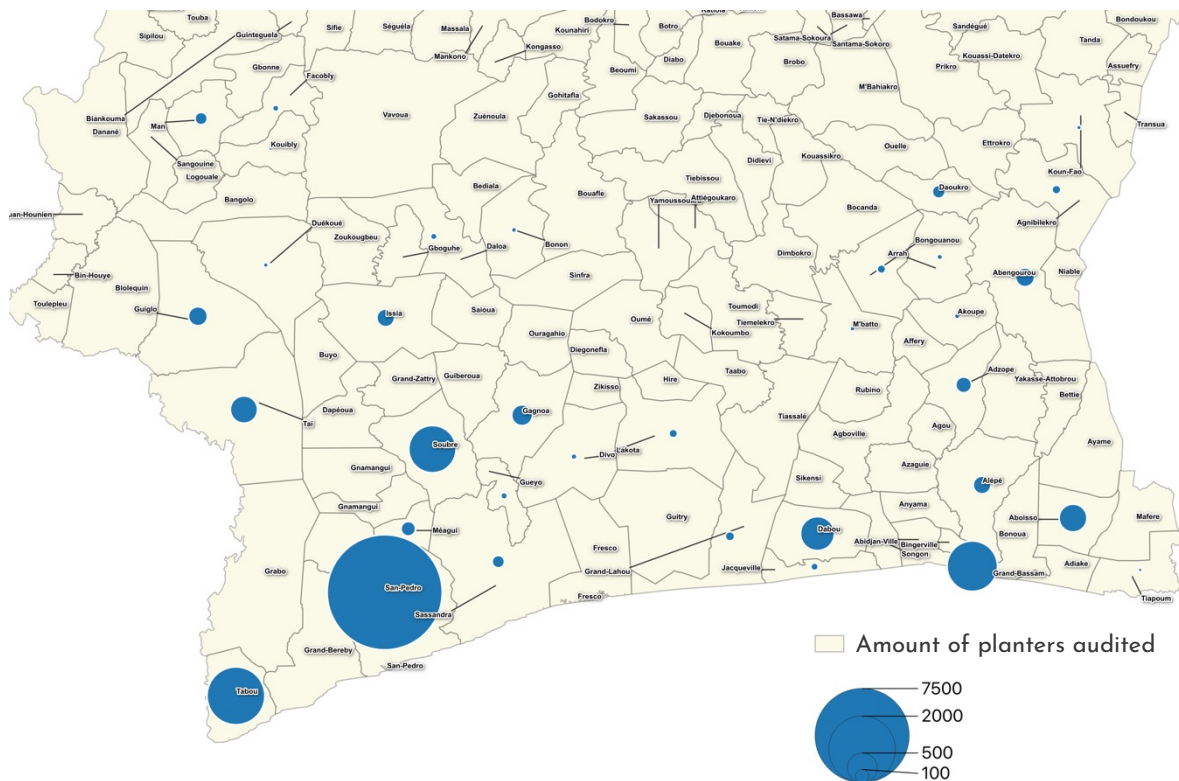 Touba
Sipilou
Guinteguela
Sifie
Séguéla
Massala
Mankono
Kounahiri
Kongasso
Bodokro
Beoumi
Botro
Diabo
Bouake
Satama-Sokoura
Bassawa
Santama-Sokoro
Brobo
Sandégué
Kouassi-Datekro
Prikro
Bondoukou
Tanda
Assuefry
Gbonne
Facobly
Biankouma
Danané
Man
Vavoua
Zuénoula
Gohitafla
Sakassou
Djebonoua
Tie-N'diekro
M'Bahiakro
Transua
Kouibly
Sangouine
Logouale
Bangolo
Bediala
Bouafle
Tiebissou
Didievi
Kouassikro
Ouelle
Ettrokro
Koun-Fao
Daoukro
Yamoussoukro
Attiégoukaro
Bocanda
Agnibilekro
Duékoué
Zoukougbeu
Gboguhe
Daloa
Bonon
Sinfra
Dimbokro
Bongouanou
Arrah
Abengourou
Niable
Bin-Houye
Toulepleu
Blolequin
Guiglo
Issia
Saioua
Ouragahio
Oumé
Kokoumbo
Toumodi
Tiemelekro
M'batto
Akoupe
Affery
Buyo
Grand-Zattry
Guiberoua
Diegonefla
Zikisso
Hire
Taabo
Rubino
Adzope
Yakasse-Attobrou
Bettie
Taï
Dapéoua
Gagnoa
Tiassalé
Agboville
Agou
Soubre
Lakota
Divo
Ayame
Gnamangui
Gueyo
Sikensi
Azaguie
Alépé
Gnamangui
Méagui
Guitry
Dabou
Anyama
Aboisso
Mafere
Bonoua
Abidjan-Ville
Bingerville
Songon
Fresco
Grand-Lahou
Jacqueville
Grabo
San-Pedro
Sassandra
Fresco
Grand-Bassam
Adiake
Tiapoum
Grand-Bereby
San-Pedro
Tabou
Amount of planters audited
7500
2000
500
100